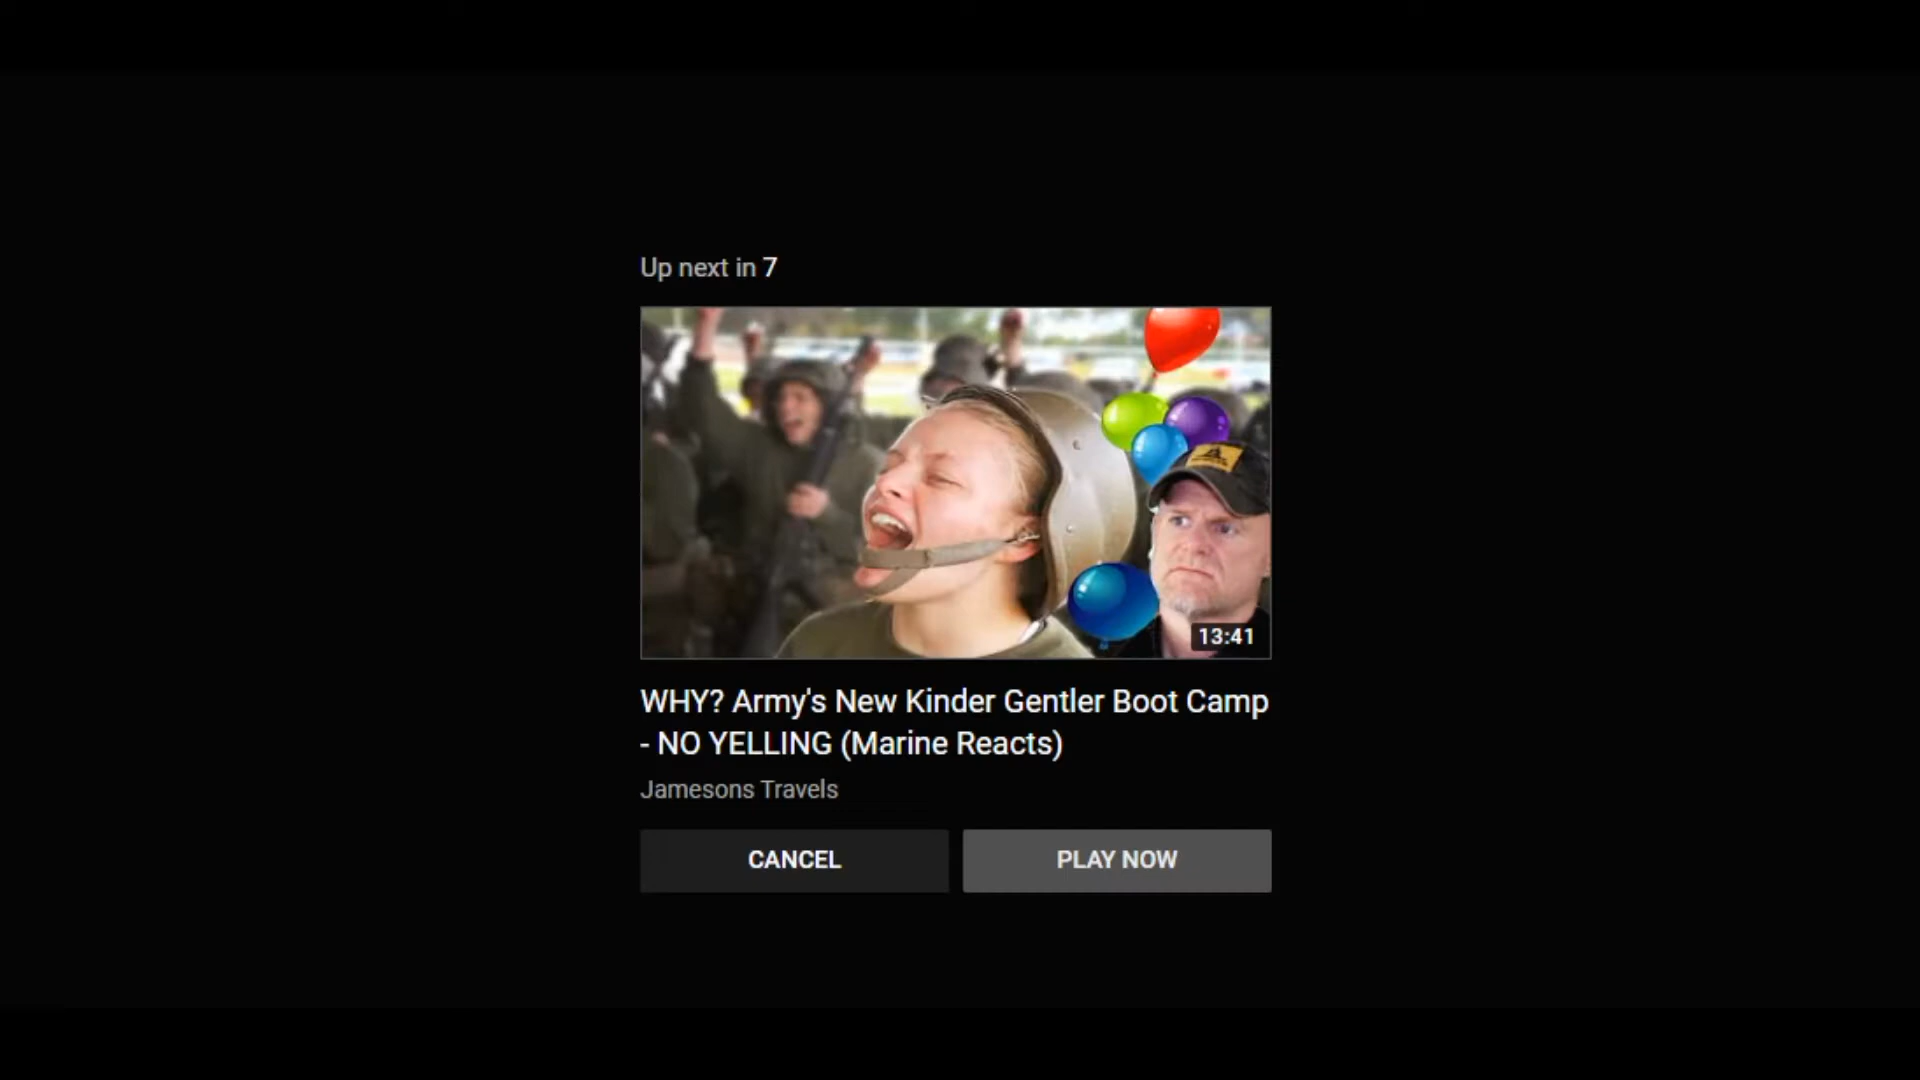 Up next in 7
13:41
WHY? Army's New Kinder Gentler Boot Camp
- NO YELLING (Marine Reacts)
Jamesons Travels
CANCEL
PLAY NOW